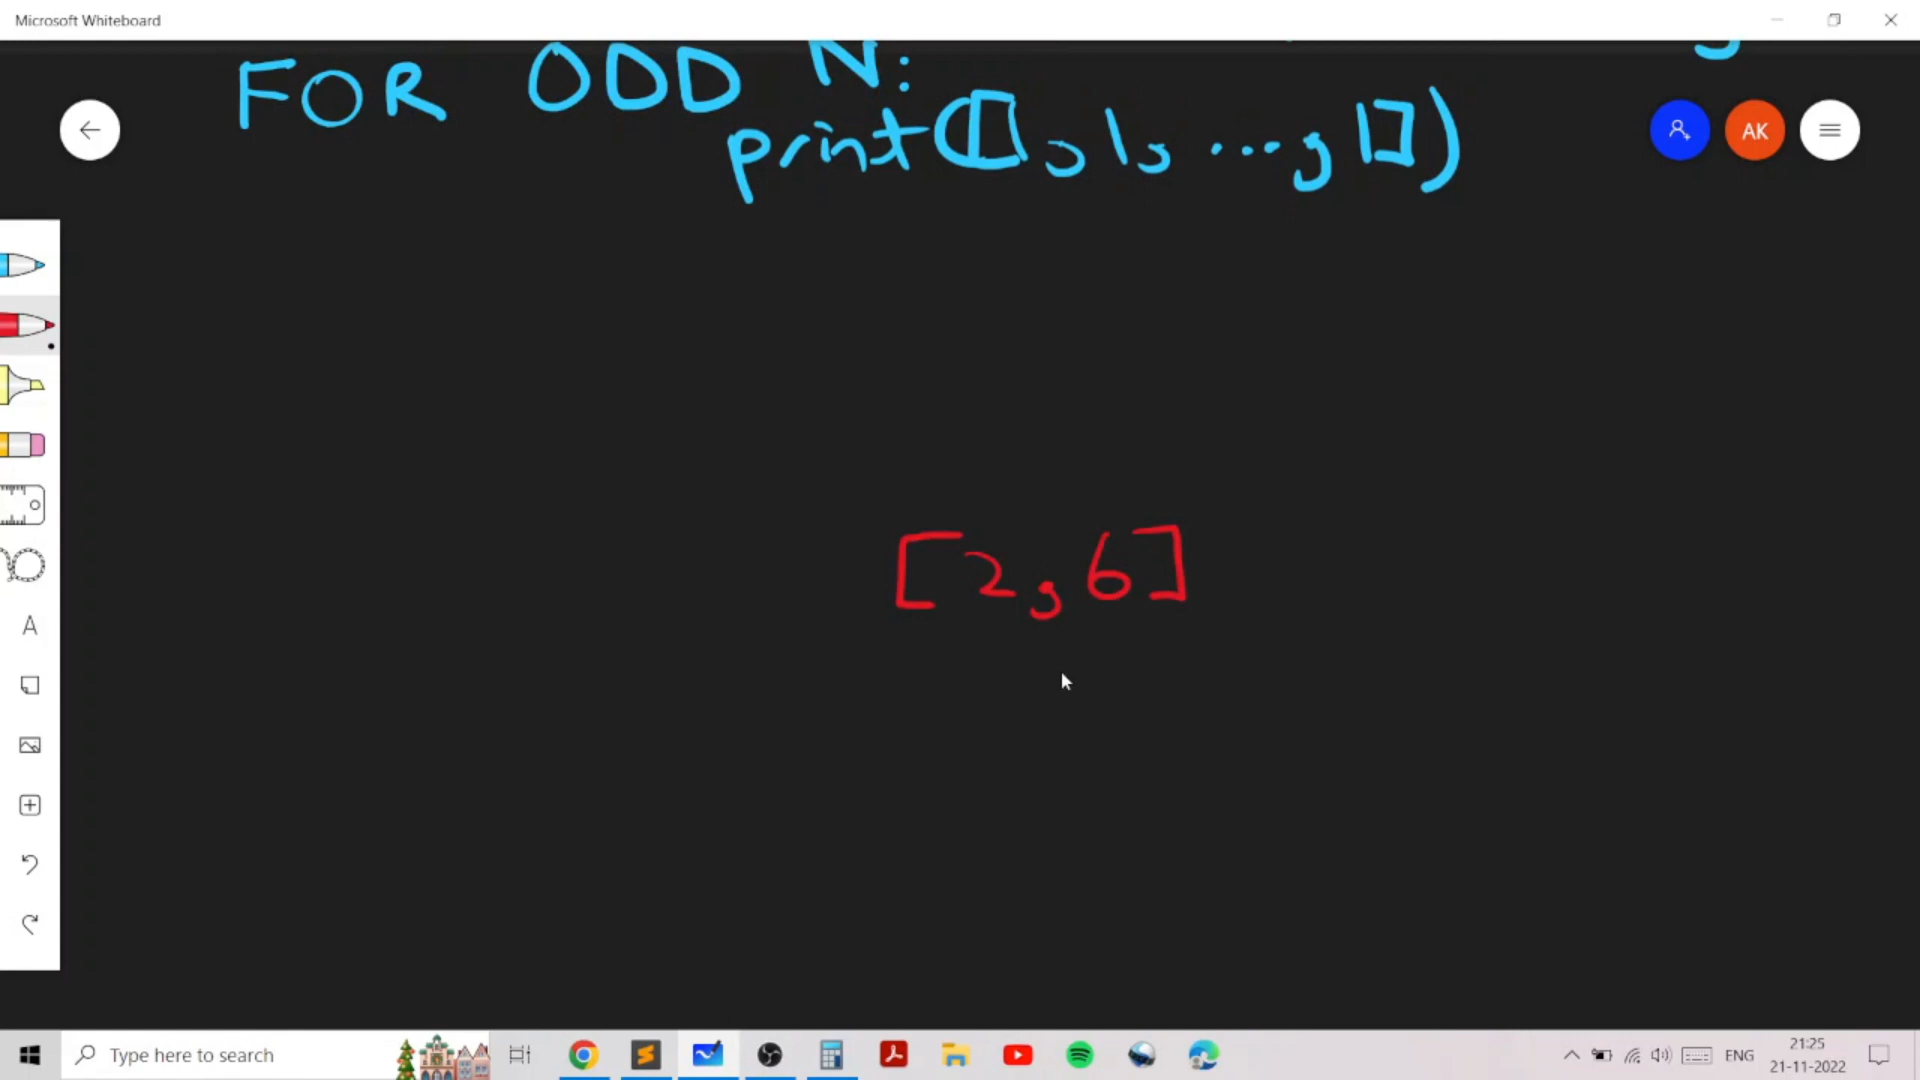 Microsoft Whiteboard
FOR ODD N:
print([1,1, ...,1])
AK
[2,6]
A
Type here to search
ENG
21:25
21-11-2022